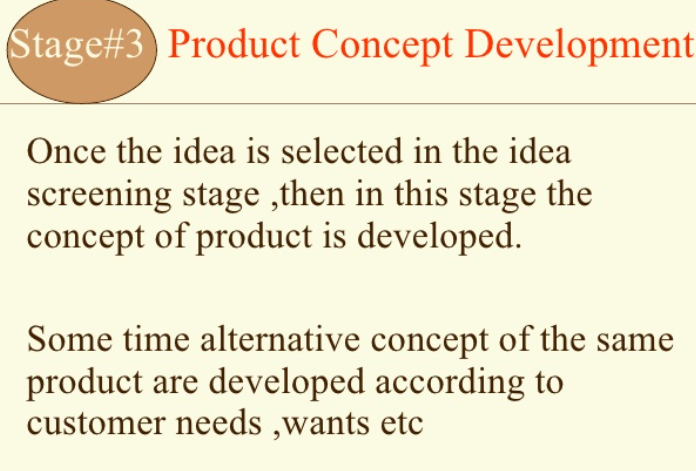 Stage#3 Product Concept Development
Once the idea is selected in the idea
screening stage ,then in this stage the
concept of product is developed.
Some time alternative concept of the same
product are developed according to
customer needs ,wants etc